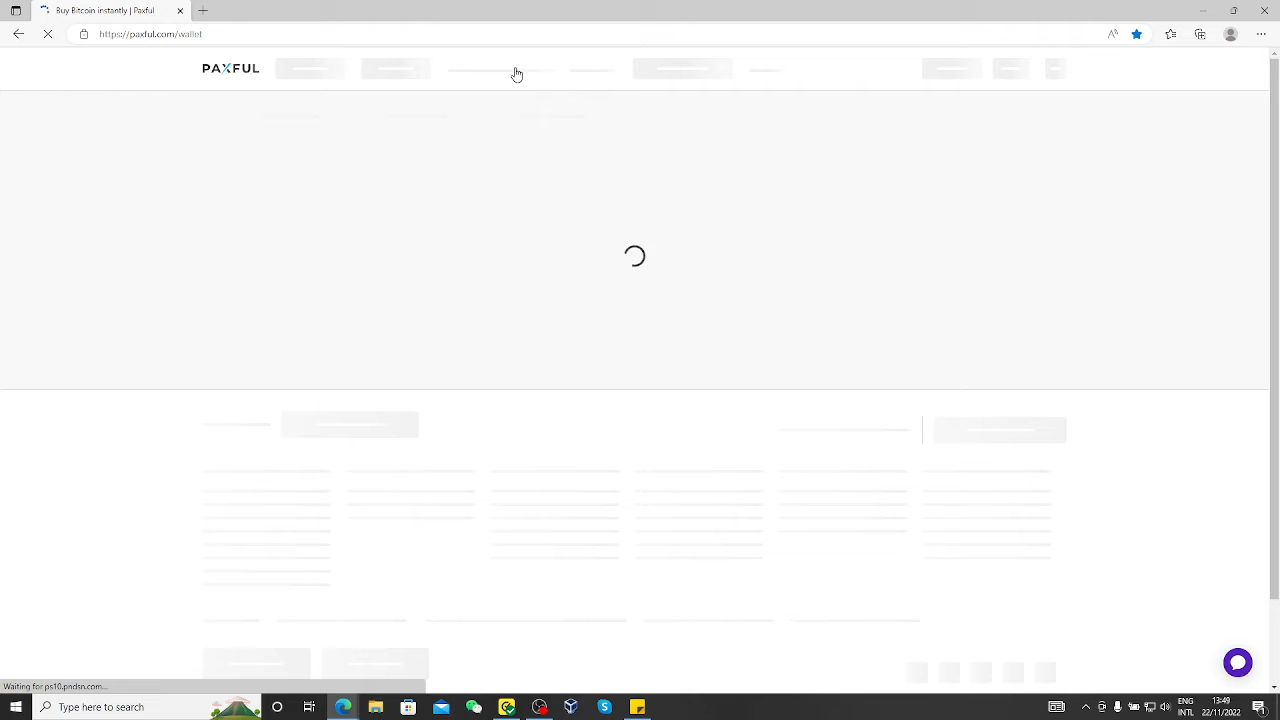 Buy Bitcoin instantly | Paxful
https://paxful.com/wallet
PAXFUL
Waiting for ps10.pndsn.com...
Type here to search
INTL
13:49
22/11/2022